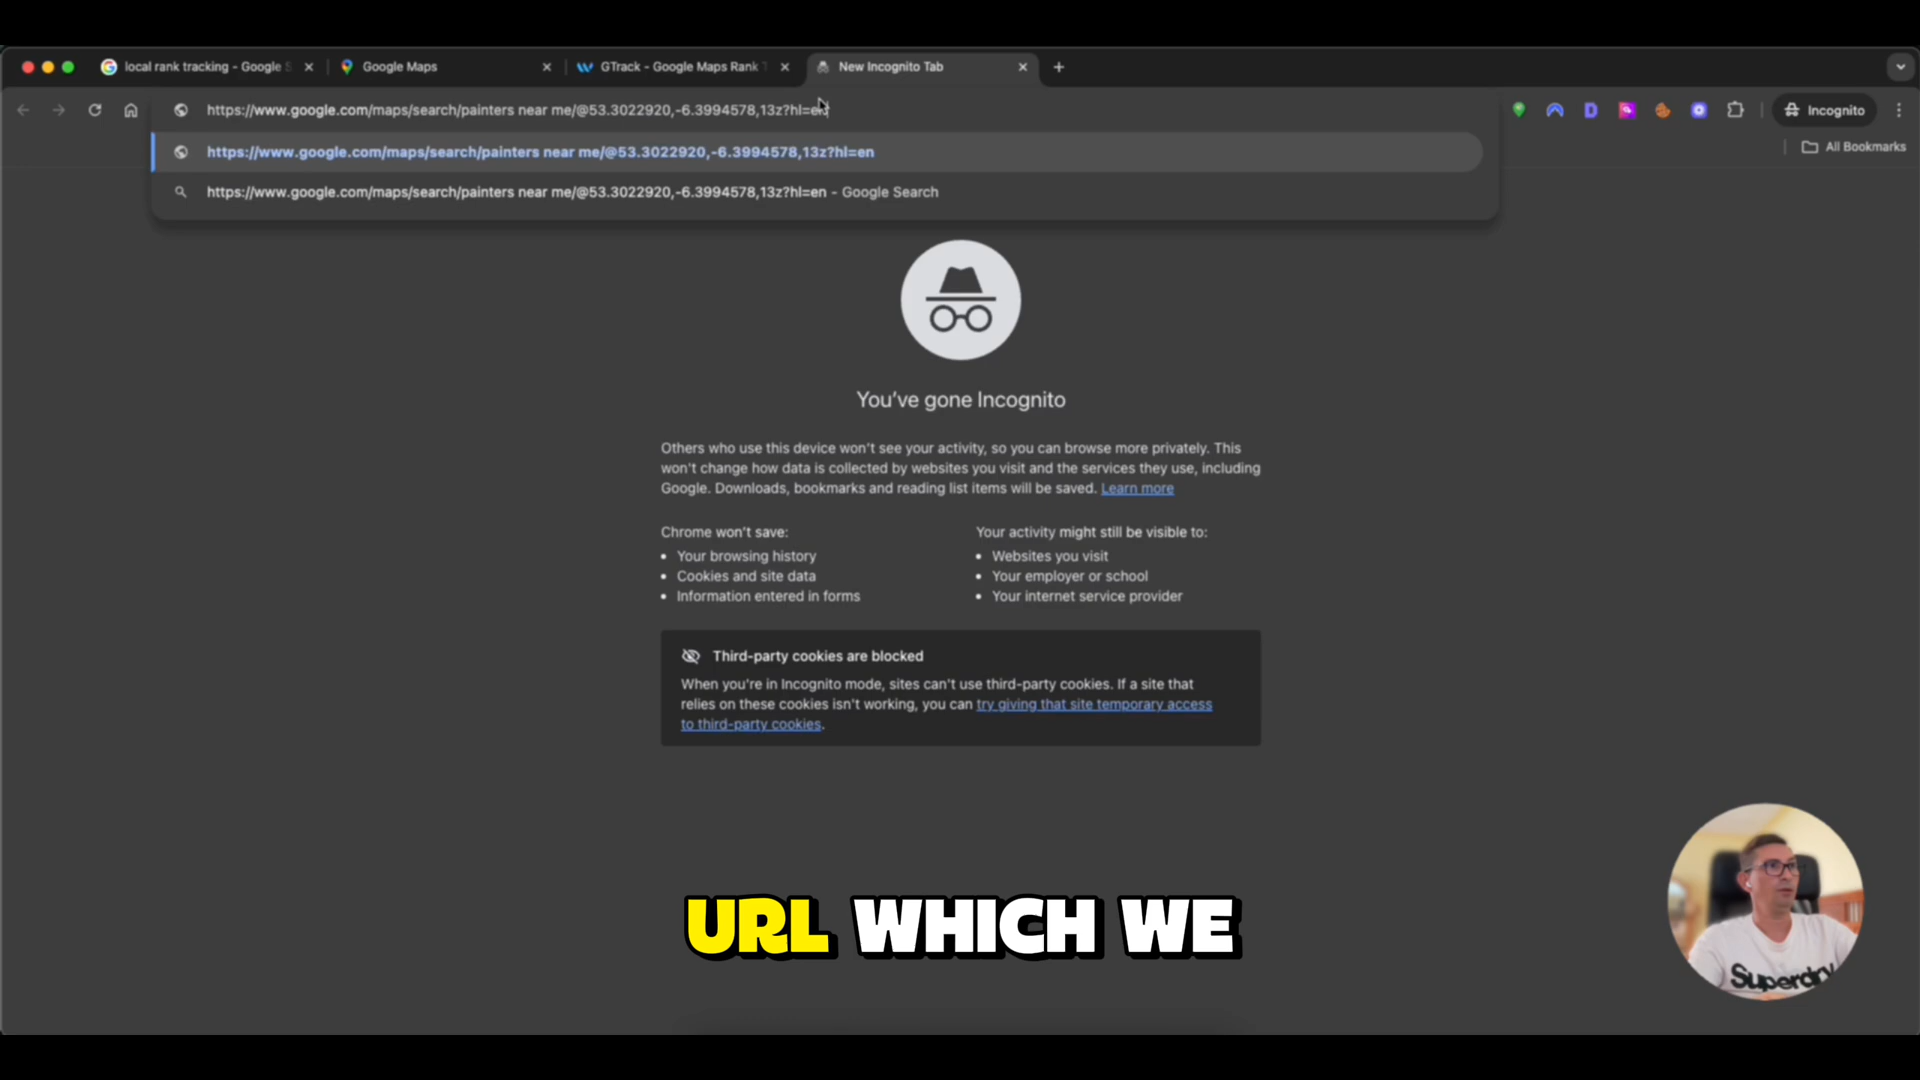 local rank tracking - Google S
Google Maps
GTrack - Google Maps Rank T
New Incognito Tab
https://www.google.com/maps/search/painters near me/@53.3022920,-6.3994578,13z?hl=en
Incognito
https://www.google.com/maps/search/painters near me/@53.3022920,-6.3994578,13z?hl=en
All Bookmarks
https://www.google.com/maps/search/painters near me/@53.3022920,-6.3994578,13z?hl=en - Google Search
You've gone Incognito
Others who use this device won't see your activity, so you can browse more privately. This
won't change how data is collected by websites you visit and the services they use, including
Google. Downloads, bookmarks and reading list items will be saved. Learn more
Chrome won't save:
Your browsing history
Cookies and site data
Information entered in forms
Your activity might still be visible to:
Websites you visit
Your employer or school
Your internet service provider
Third-party cookies are blocked
When you're in Incognito mode, sites can't use third-party cookies. If a site that
relies on these cookies isn't working, you can try giving that site temporary access
to third-party cookies.
URL WHICH WE
Superdry